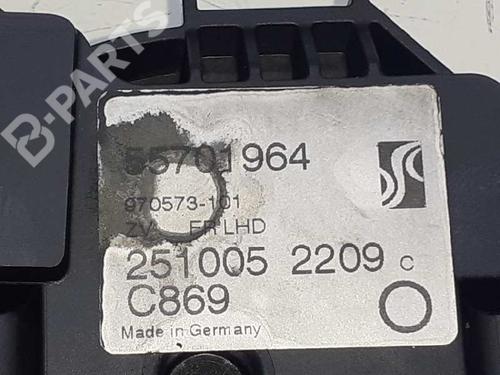 B-PARTS
55701964
970573-101
ZV FR LHD
251005 2209 C
C869
Made in Germany